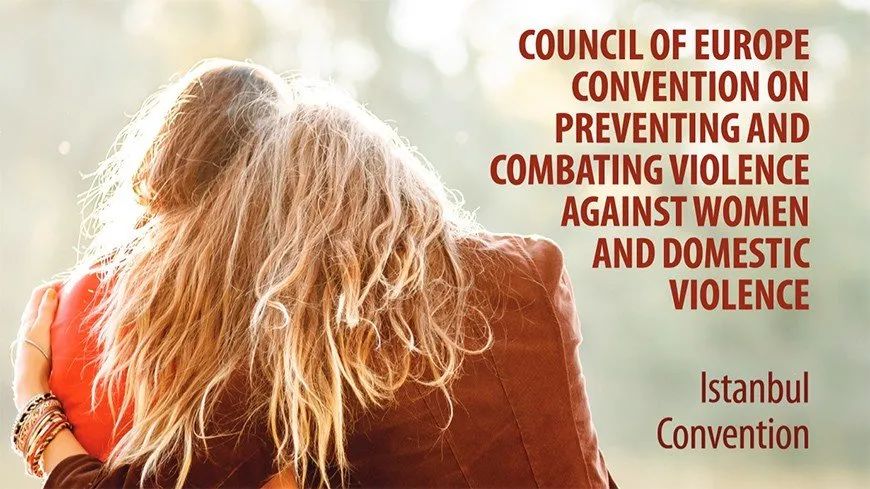 COUNCIL OF EUROPE
CONVENTION ON
PREVENTING AND
COMBATING VIOLENCE
AGAINST WOMEN
AND DOMESTIC
VIOLENCE
Istanbul
Convention